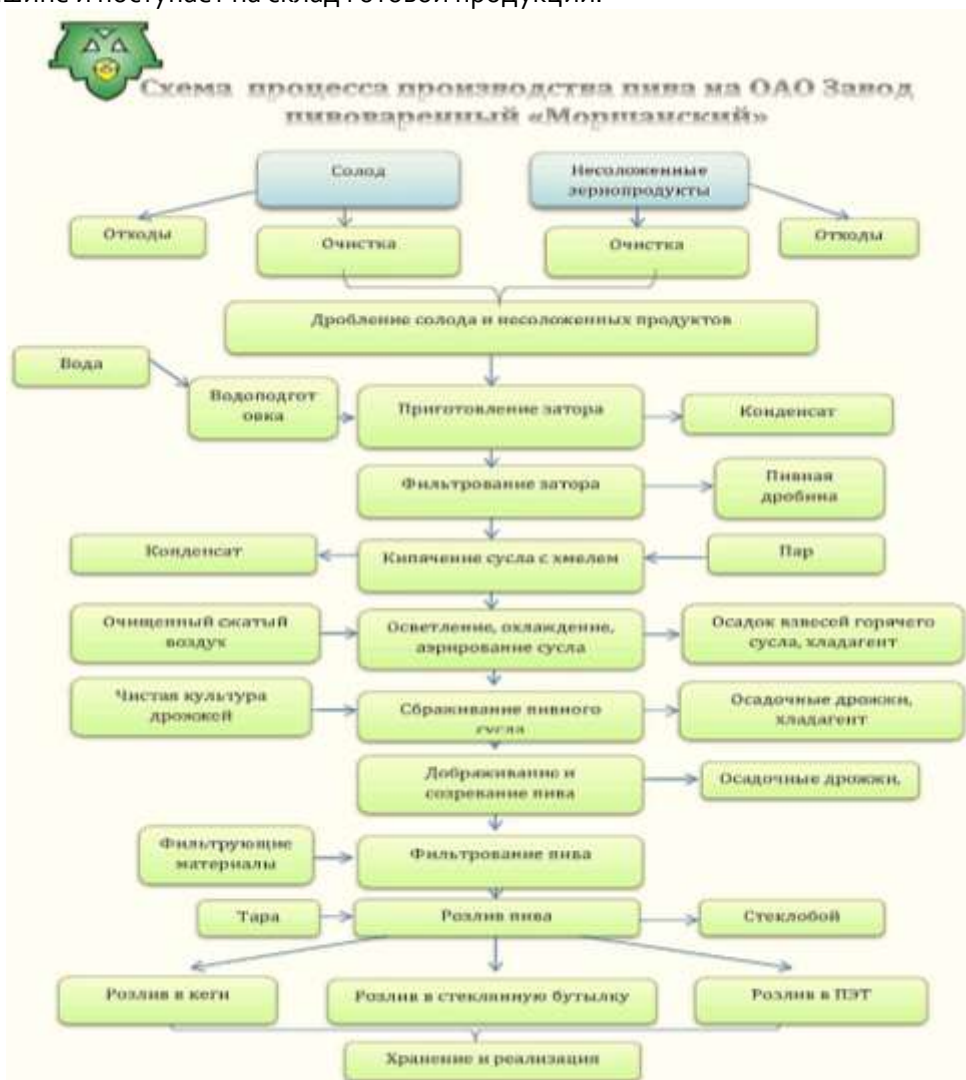 и поступает на склад готовой продукции.
Схема процесса производства пива на ОАО Завод
пивоваренный «Моршанский»
Солод
Несоложенные
зернопродукты
Отходы
Очистка
Очистка
Отходы
Дробление солода и несоложенных продуктов
Вода
Водоподгот
овка
Приготовление затора
Конденсат
Фильтрование затора
Пивная
дробина
Конденсат
Кипячение сусла с хмелем
Пар
Очищенный сжатый
воздух
Осветление, охлаждение,
аэрирование сусла
Осадок взвесей горячего
сусла, хладагент
Чистая культура
дрожжей
Сбраживание пивного
сусла
Осадочные дрожжи,
хладагент
Дображивание и
созревание пива
Осадочные дрожжи,
Фильтрующие
материалы
Фильтрование пива
Тара
Розлив пива
Стеклобой
Розлив в кеги
Розлив в стеклянную бутылку
Розлив в ПЭТ
Хранение и реализация